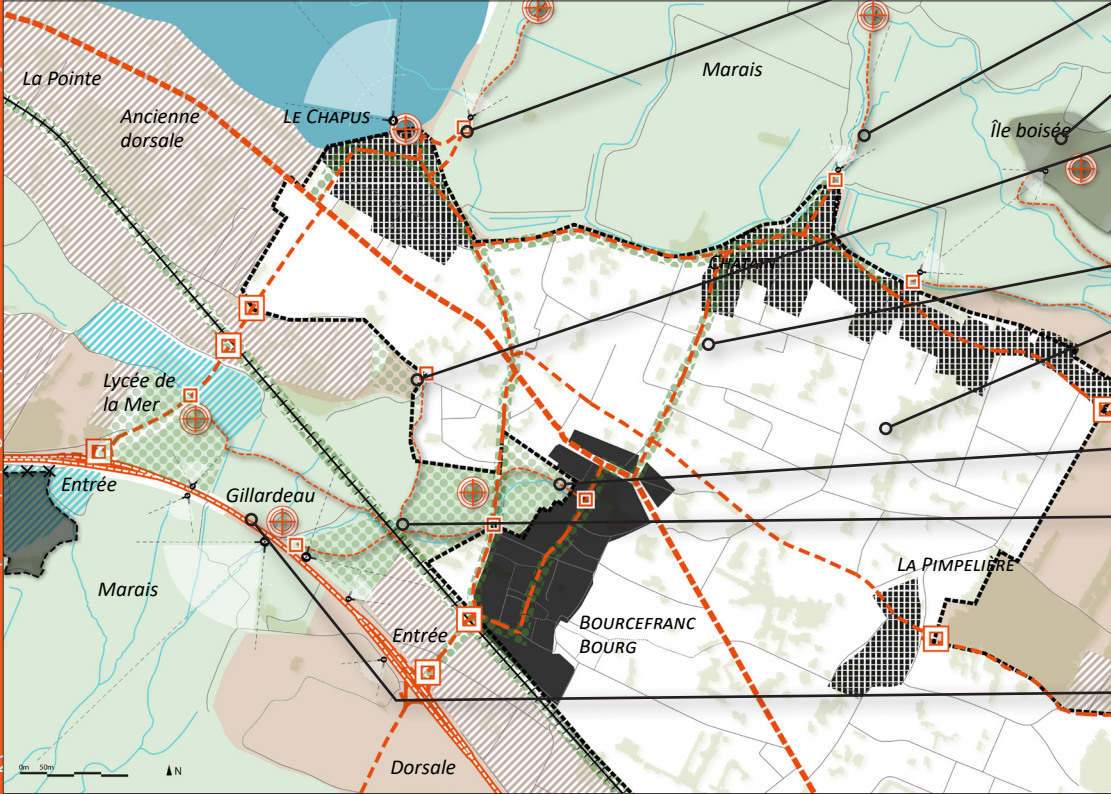 La Pointe
Ancienne
dorsale
LE CHAPUS
Marais
Île boisée
Lycée de
la Mer
Entrée
Gillardeau
Marais
LA PIMPELIÈRE
BOURCEFRANC
BOURG
Entrée
Dorsale
0m 50m
N